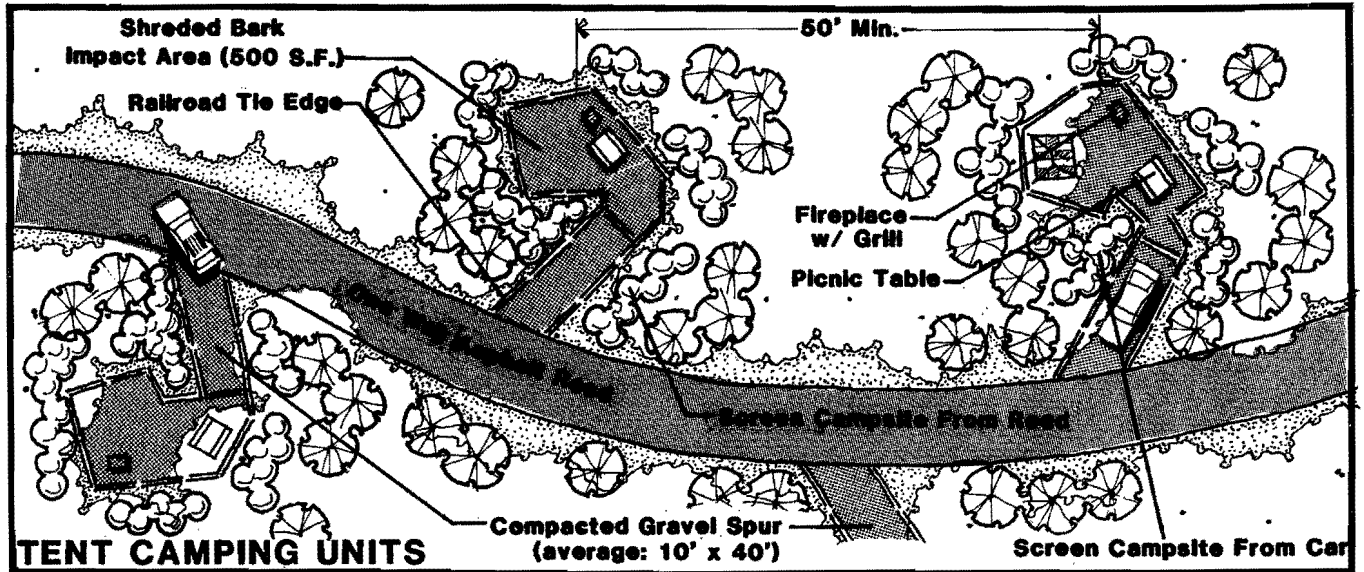 Shreded Bark
Impact Area (500 S.F.)
50' Min.
Railroad Tie Edge
Fireplace
w/ Grill
Picnic Table
One Way Asphalt Road
Screen Campsite From Road
Compacted Gravel Spur
(average: 10' x 40')
TENT CAMPING UNITS
Screen Campsite From Car